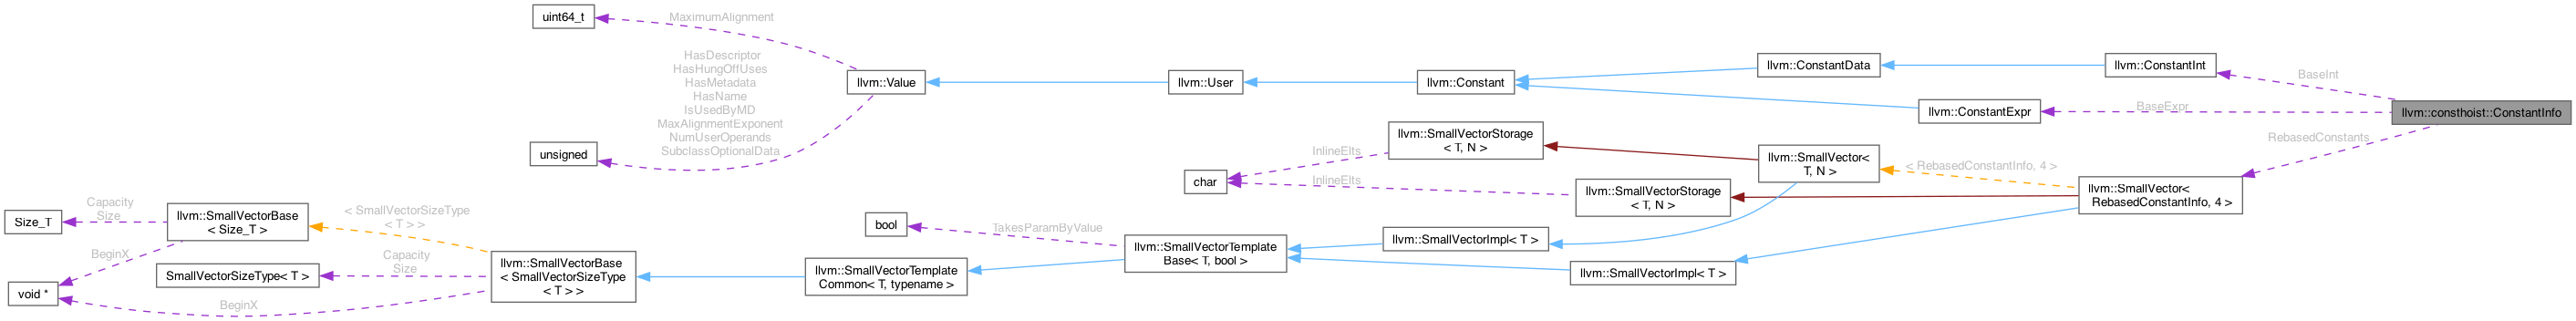 uint64_t
MaximumAlignment
HasDescriptor
HasHungOffUses
HasMetadata
HasName
IsUsedByMD
MaxAlignmentExponent
NumUserOperands
SubclassOptionalData
unsigned
llvm::Value
llvm::User
llvm::Constant
llvm::ConstantData
llvm::ConstantInt
BaseInt
llvm::ConstantExpr
BaseExpr
llvm::consthoist::ConstantInfo
RebasedConstants
llvm::SmallVectorStorage
< T, N >
InlineElts
char
InlineElts
llvm::SmallVectorStorage
< T, N >
llvm::SmallVector<
T, N >
< RebasedConstantInfo, 4 >
llvm::SmallVector<
RebasedConstantInfo, 4 >
Size_T
Capacity
Size
llvm::SmallVectorBase
< Size_T >
< SmallVectorSizeType
< T > >
BeginX
void *
SmallVectorSizeType< T >
Capacity
Size
BeginX
llvm::SmallVectorBase
< SmallVectorSizeType
< T > >
bool
TakesParamByValue
llvm::SmallVectorTemplate
Common< T, typename >
llvm::SmallVectorTemplate
Base< T, bool >
llvm::SmallVectorImpl< T >
llvm::SmallVectorImpl< T >